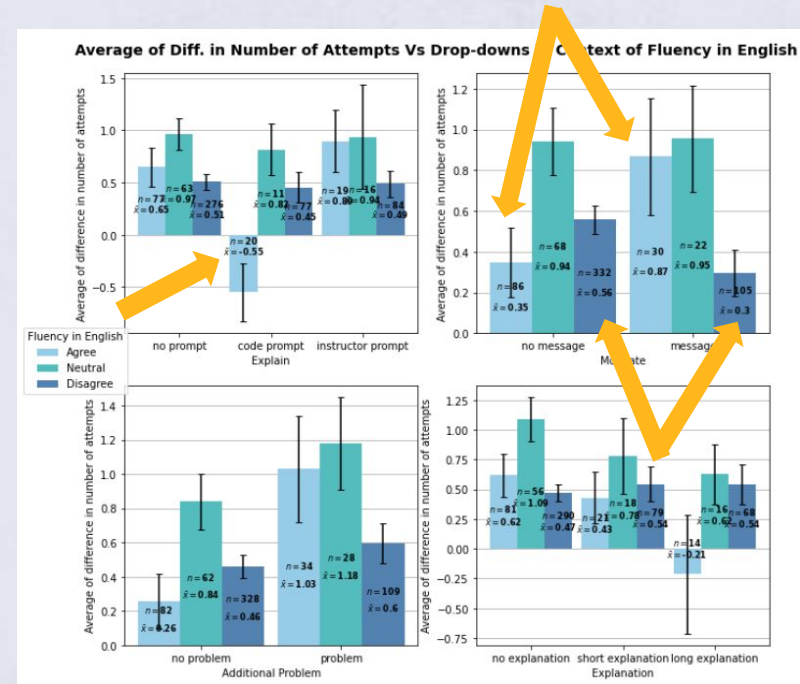 Average of Diff. in Number of Attempts Vs Drop-downs Context of Fluency in English
Average of difference in number of attempts
1.5
1.0
0.5
0.0
−0.5
n = 77
x̄ = 0.65
n = 63
x̄ = 0.97
n = 276
x̄ = 0.51
n = 20
x̄ = -0.55
n = 11
x̄ = 0.82
n = 77
x̄ = 0.45
n = 19
x̄ = 0.89
n = 16
x̄ = 0.94
n = 84
x̄ = 0.49
no prompt code prompt instructor prompt
Explain
Average of difference in number of attempts
1.2
1.0
0.8
0.6
0.4
0.2
0.0
n = 86
x̄ = 0.35
n = 68
x̄ = 0.94
n = 332
x̄ = 0.56
n = 30
x̄ = 0.87
n = 22
x̄ = 0.95
n = 105
x̄ = 0.3
no message message
Fluency in English
Agree
Neutral
Disagree
Average of difference in number of attempts
1.4
1.2
1.0
0.8
0.6
0.4
0.2
0.0
n = 82
x̄ = 0.26
n = 62
x̄ = 0.84
n = 328
x̄ = 0.46
n = 34
x̄ = 1.03
n = 28
x̄ = 1.18
n = 109
x̄ = 0.6
no problem problem
Additional Problem
Average of difference in number of attempts
1.25
1.00
0.75
0.50
0.25
0.00
−0.25
−0.50
−0.75
n = 81
x̄ = 0.62
n = 56
x̄ = 1.09
n = 290
x̄ = 0.47
n = 21
x̄ = 0.43
n = 18
x̄ = 0.78
n = 79
x̄ = 0.54
n = 14
x̄ = -0.21
n = 16
x̄ = 0.62
n = 68
x̄ = 0.54
no explanation short explanation long explanation
Explanation